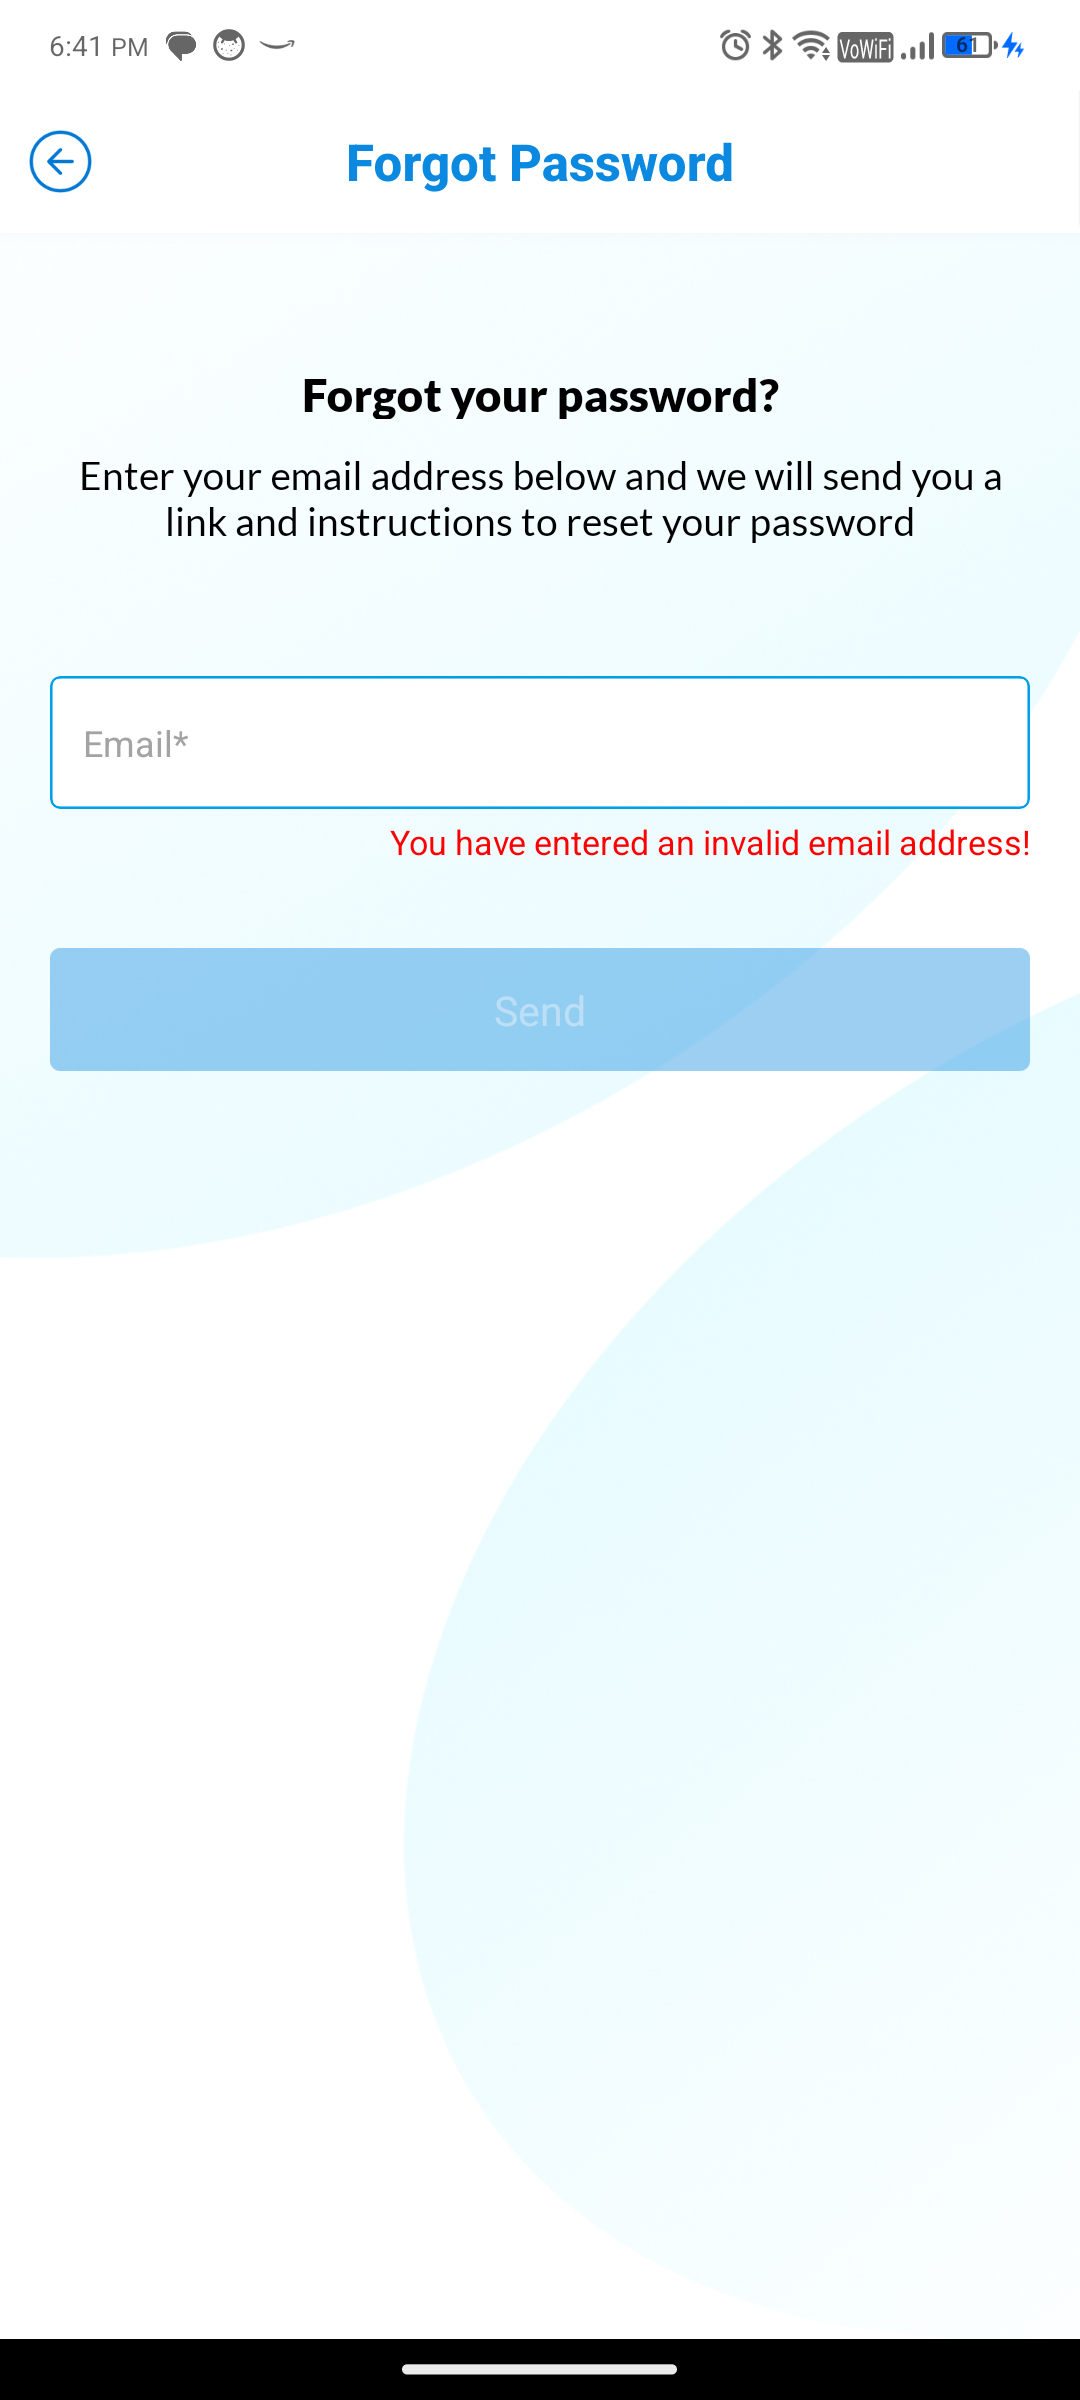 6:41 PM
VoWiFi
61
Forgot Password
Forgot your password?
Enter your email address below and we will send you a
link and instructions to reset your password
Email*
You have entered an invalid email address!
Send